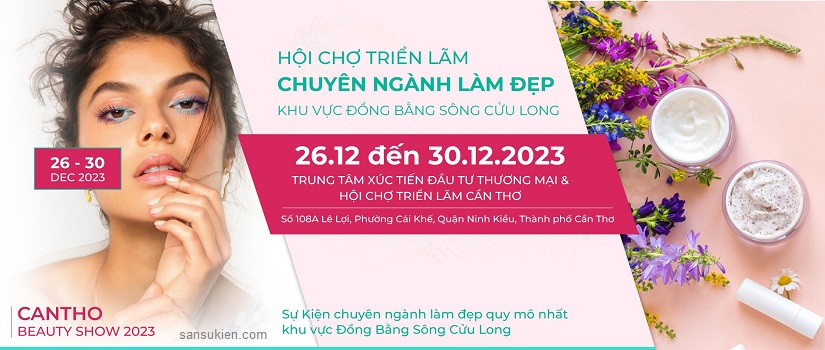 HỘI CHỢ TRIỂN LÃM
CHUYÊN NGÀNH LÀM ĐẸP
KHU VỰC ĐỒNG BẰNG SÔNG CỬU LONG
26 - 30
DEC 2023
26.12 đến 30.12.2023
TRUNG TÂM XÚC TIẾN ĐẦU TƯ THƯƠNG MẠI &
HỘI CHỢ TRIỂN LÃM CẦN THƠ
Số 108A Lê Lợi, Phường Cái Khế, Quận Ninh Kiều, Thành phố Cần Thơ
CANTHO
BEAUTY SHOW 2023
sansukien.com
Sự Kiện chuyên ngành làm đẹp quy mô nhất
khu vực Đồng Bằng Sông Cửu Long